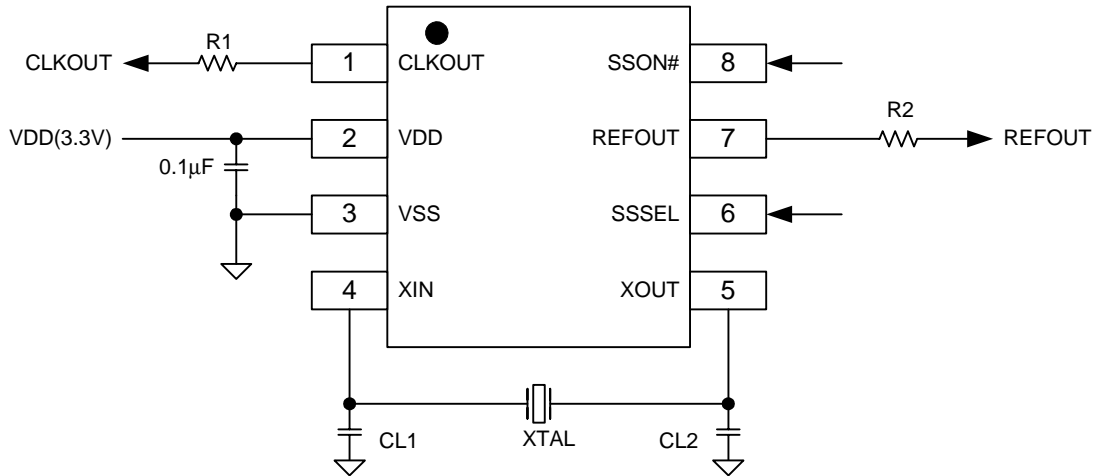 CLKOUT
R1
1
CLKOUT
SSON#
8
VDD(3.3V)
2
VDD
REFOUT
7
R2
REFOUT
0.1μF
3
VSS
SSSEL
6
4
XIN
XOUT
5
CL1
XTAL
CL2